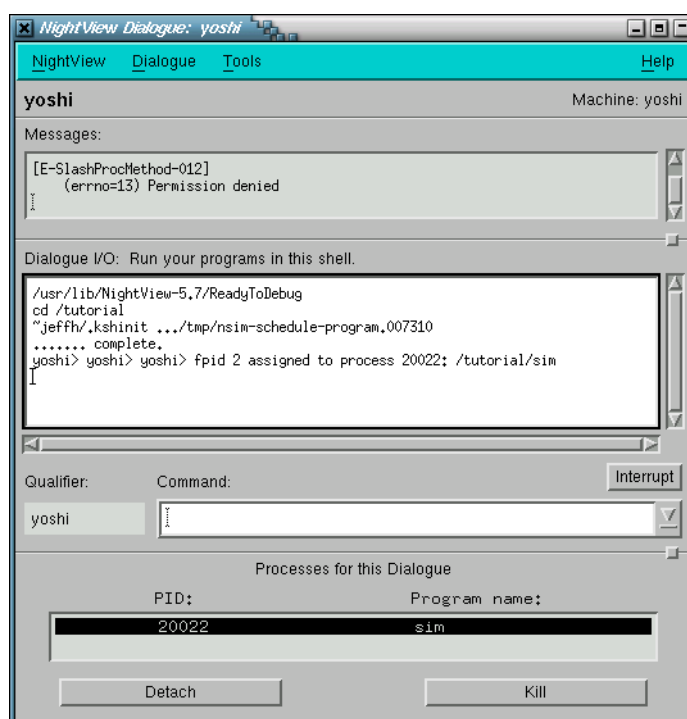 NightView Dialogue: yoshi
NightView Dialogue Tools Help
yoshi Machine: yoshi
Messages:
[E-SlashProcMethod-012]
(errno=13) Permission denied
Dialogue I/O: Run your programs in this shell.
/usr/lib/NightView-5.7/ReadyToDebug
cd /tutorial
~jeffh/.kshinit .../tmp/nsim-schedule-program.007310
....... complete.
yoshi> yoshi> yoshi> fpid 2 assigned to process 20022: /tutorial/sim
Interrupt
Qualifier: Command:
yoshi
Processes for this Dialogue
PID: Program name:
20022 sim
Detach Kill